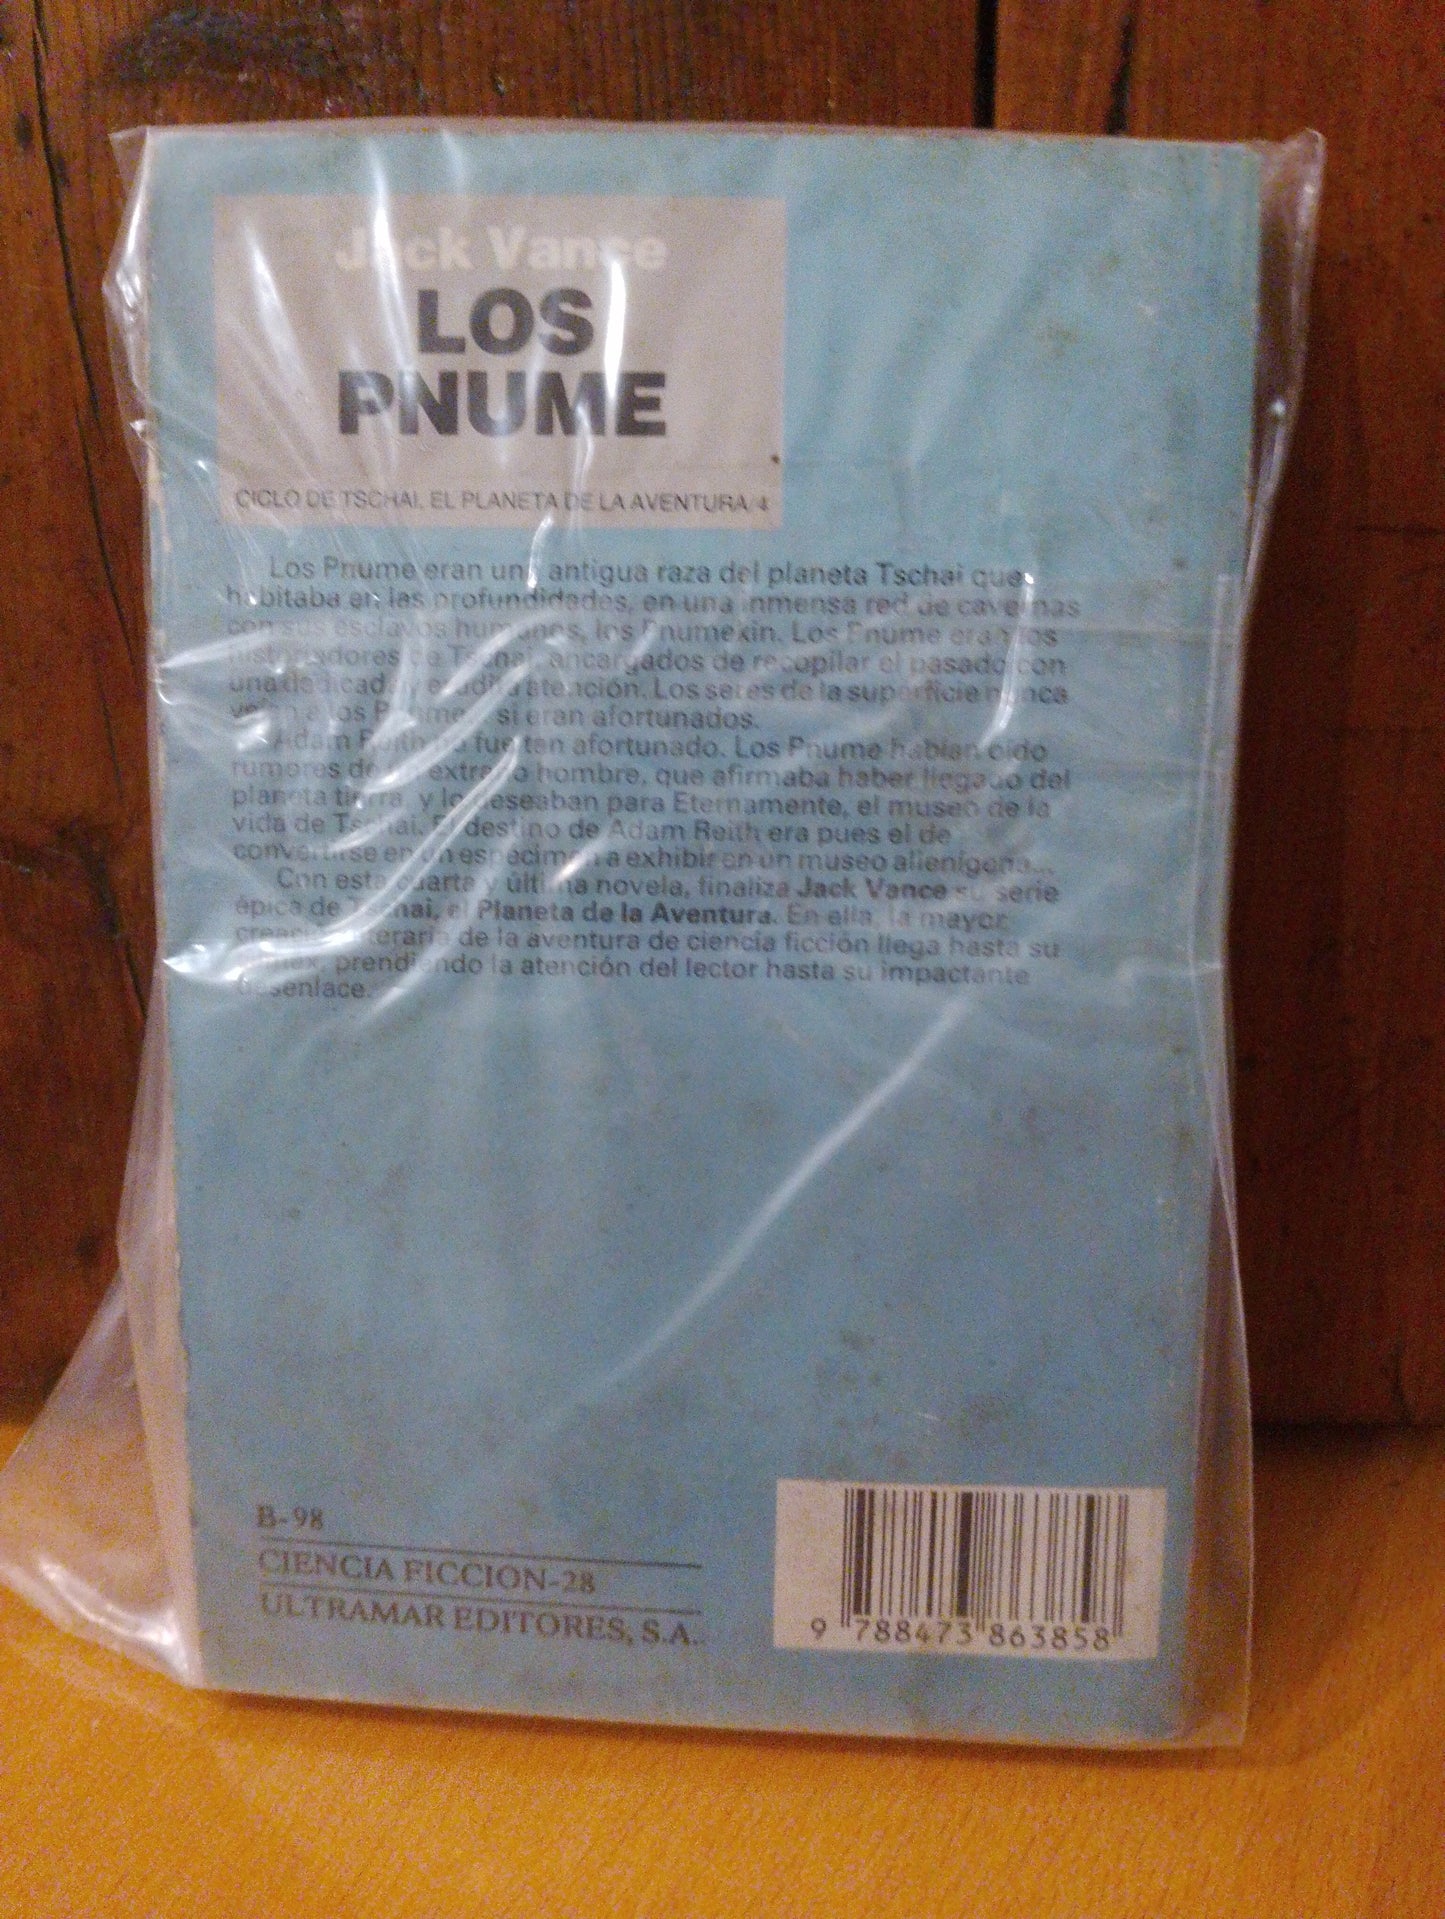 Jack Vance
LOS
PNUME
CICLO DE TSCHAI, EL PLANETA DE LA AVENTURA/4
Los Pnume eran una antigua raza del planeta Tschai que
habitaba en las profundidades, en una inmensa red de cavernas
con sus esclavos humanos, los Pnumekin. Los Pnume eran los
historiadores de Tschai, encargados de recopilar el pasado con
una dedicada y erudita atención. Los seres de la superficie nunca
veían a los Pnume... si eran afortunados.
Adam Reith no fue tan afortunado. Los Pnume habían oído
rumores de un extraño hombre, que afirmaba haber llegado del
planeta tierra, y lo deseaban para Eternamente, el museo de la
vida de Tschai. El destino de Adam Reith era pues el de
convertirse en un espécimen a exhibir en un museo alienígena...
Con esta cuarta y última novela, finaliza Jack Vance su serie
épica de Tschai, el Planeta de la Aventura. En ella, la mayor
creación literaria de la aventura de ciencia ficción llega hasta su
prendiendo la atención del lector hasta su impactante
desenlace.
B-98
CIENCIA FICCION-28
ULTRAMAR EDITORES, S.A.
9 788473 863858